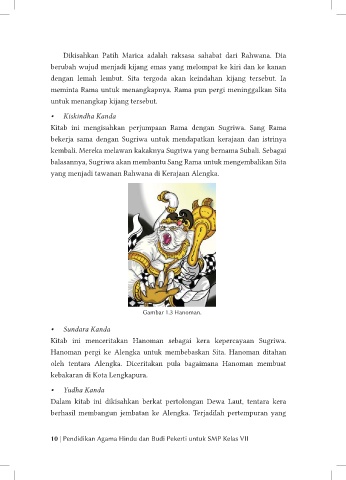 Dikisahkan Patih Marica adalah raksasa sahabat dari Rahwana. Dia
berubah wujud menjadi kijang emas yang melompat ke kiri dan ke kanan
dengan lemah lembut. Sita tergoda akan keindahan kijang tersebut. Ia
meminta Rama untuk menangkapnya. Rama pun pergi meninggalkan Sita
untuk menangkap kijang tersebut.
• Kiskindha Kanda
Kitab ini mengisahkan perjumpaan Rama dengan Sugriwa. Sang Rama
bekerja sama dengan Sugriwa untuk mendapatkan kerajaan dan istrinya
kembali. Mereka melawan kakaknya Sugriwa yang bernama Subali. Sebagai
balasannya, Sugriwa akan membantu Sang Rama untuk mengembalikan Sita
yang menjadi tawanan Rahwana di Kerajaan Alengka.
Gambar 1.3 Hanoman.
• Sundara Kanda
Kitab ini menceritakan Hanoman sebagai kera kepercayaan Sugriwa.
Hanoman pergi ke Alengka untuk membebaskan Sita. Hanoman ditahan
oleh tentara Alengka. Diceritakan pula bagaimana Hanoman membuat
kebakaran di Kota Lengkapura.
• Yudha Kanda
Dalam kitab ini dikisahkan berkat pertolongan Dewa Laut, tentara kera
berhasil membangun jembatan ke Alengka. Terjadilah pertempuran yang
10 | Pendidikan Agama Hindu dan Budi Pekerti untuk SMP Kelas VII